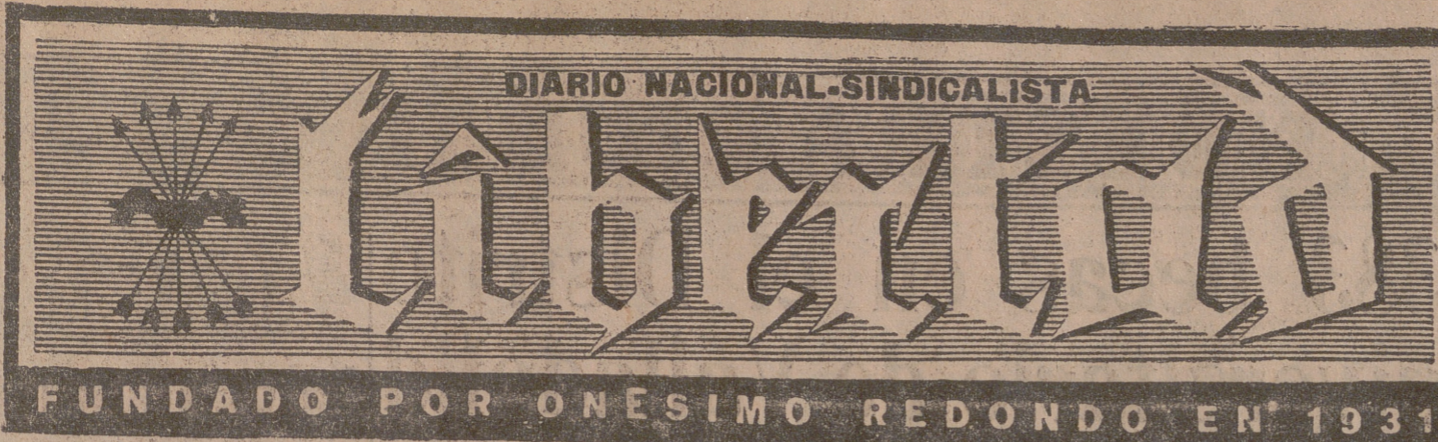 DIARIO NACIONAL-SINDICALISTA
Libertad
FUNDADO POR ONESIMO REDONDO EN 1931